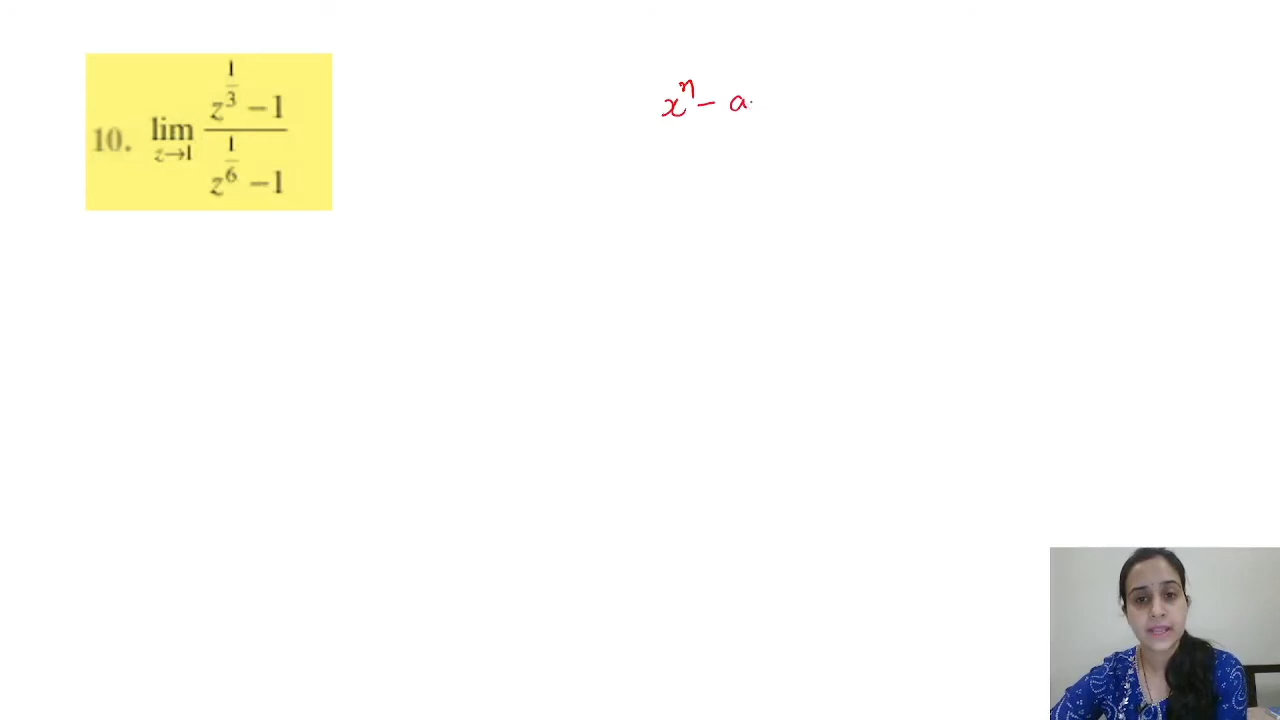 10. lim z→1 (z^(1/3) − 1)/(z^(1/6) − 1)
x^n − a